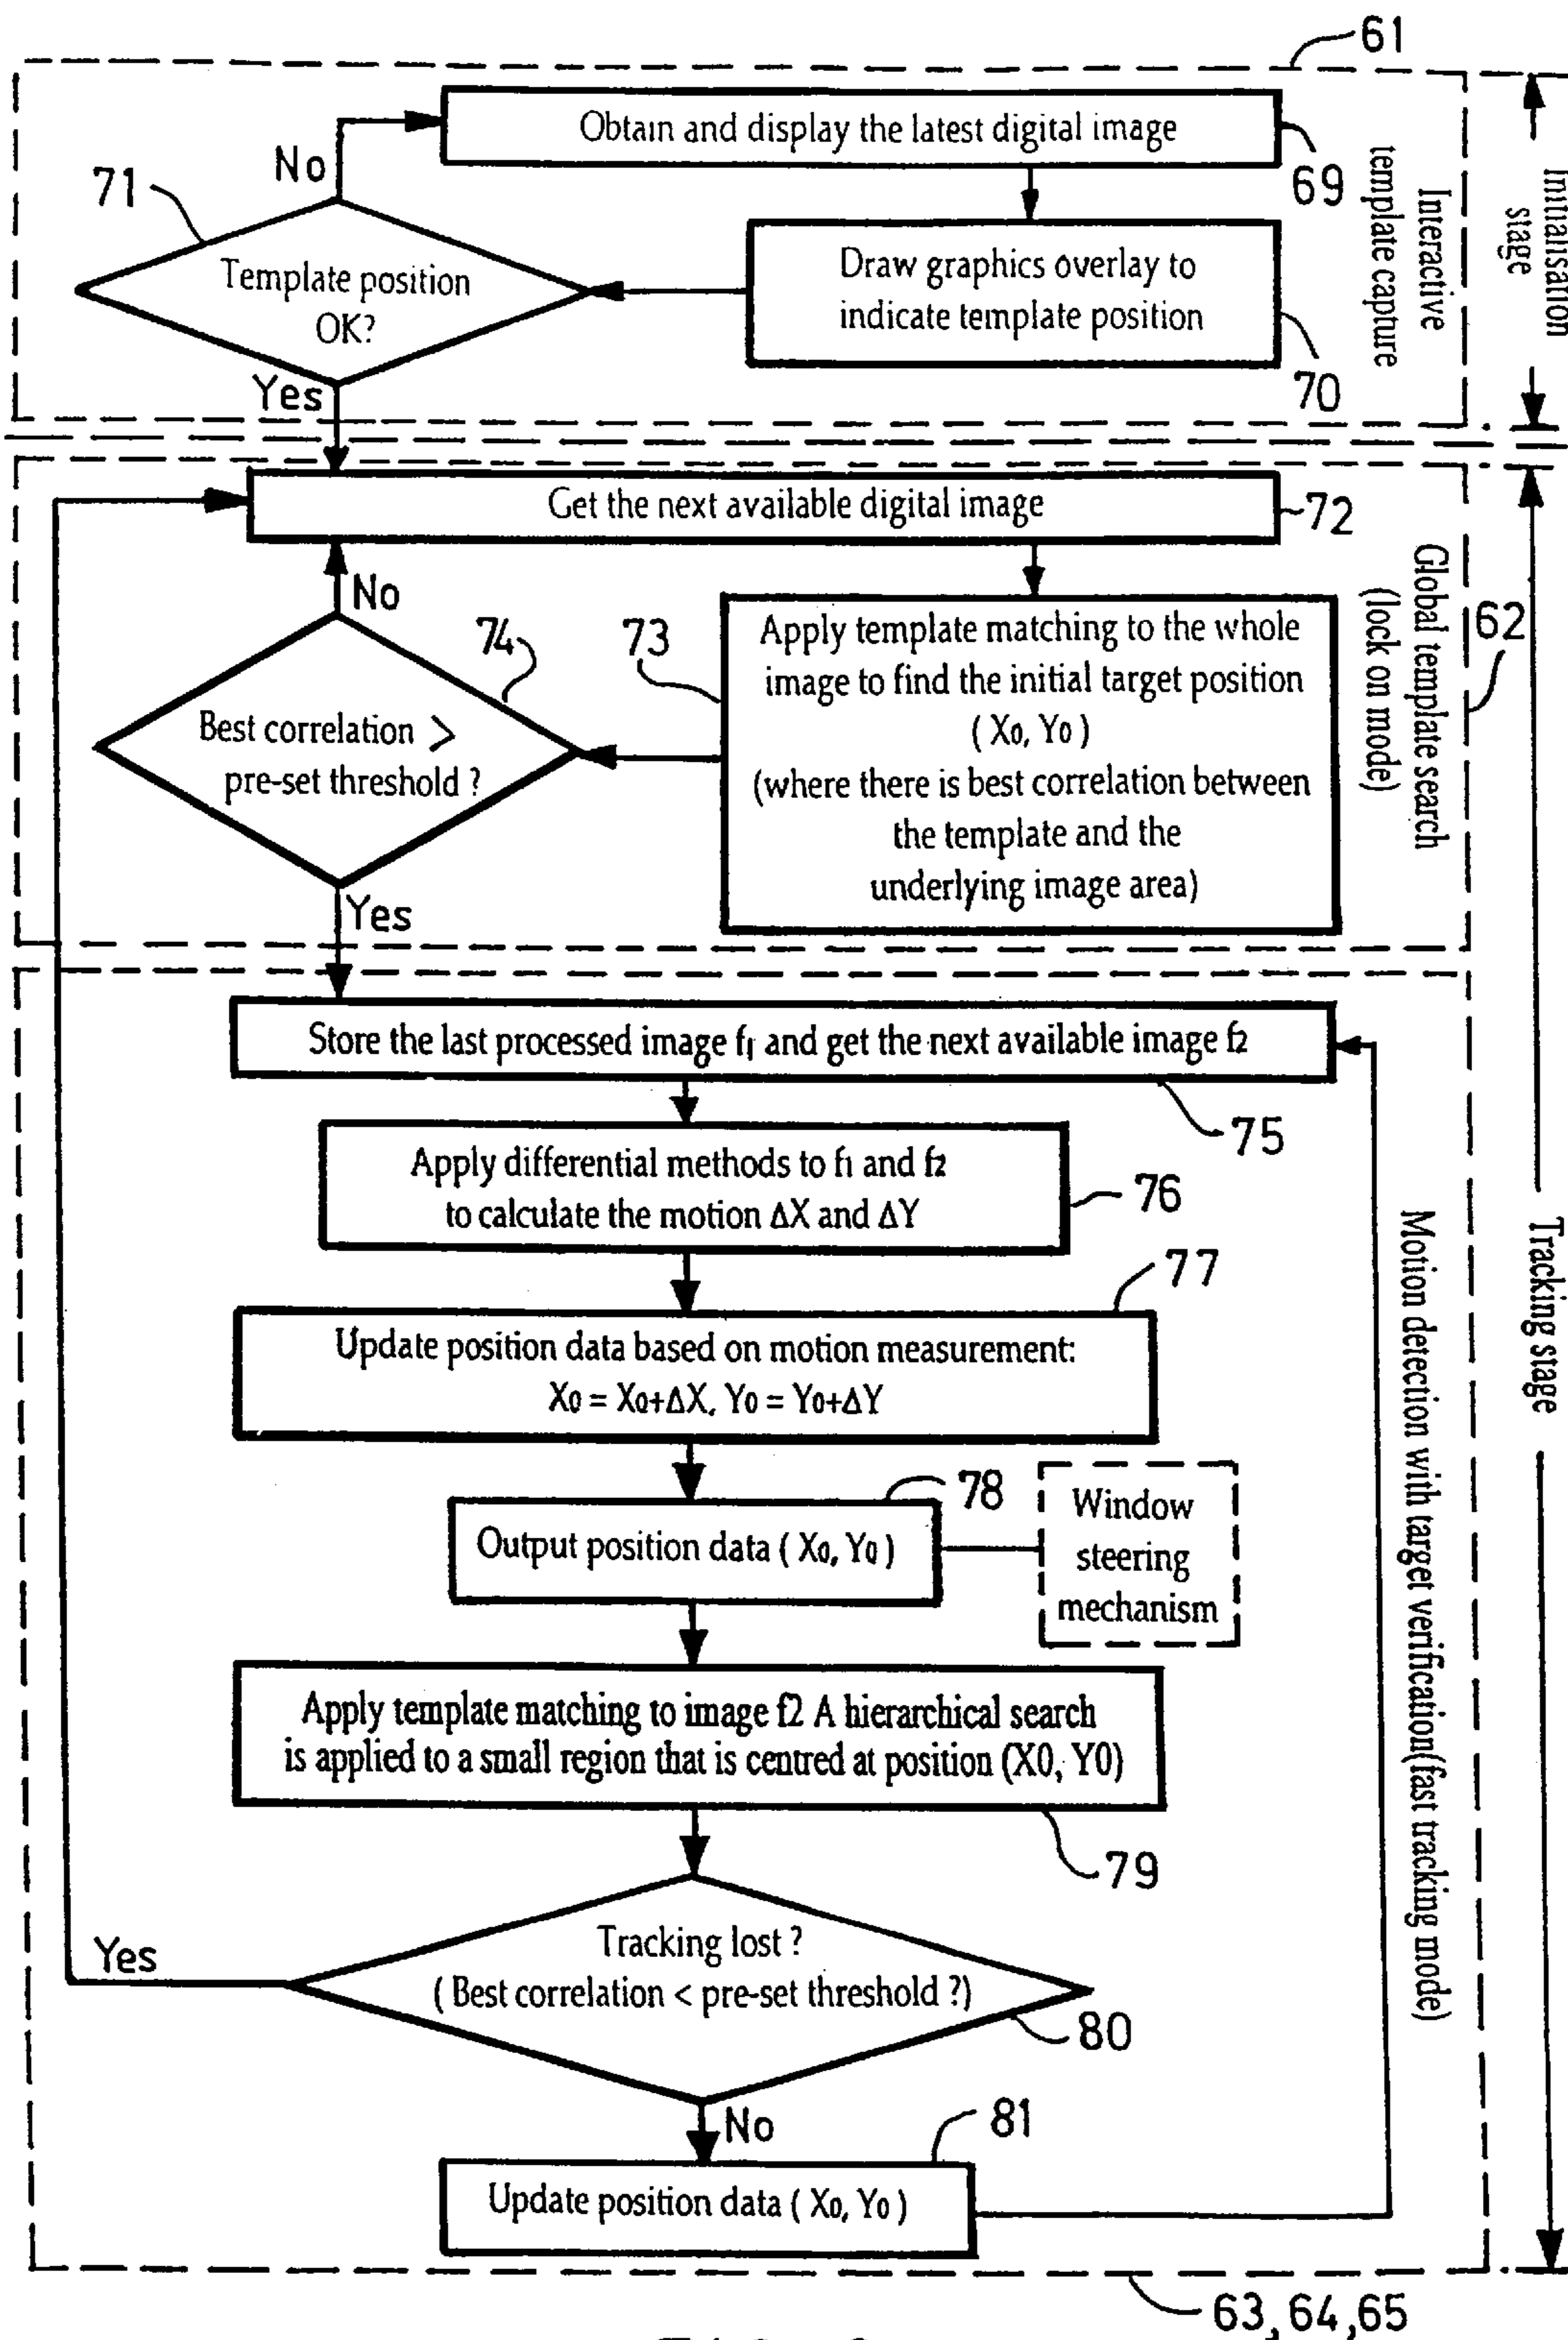 61
Obtain and display the latest digital image
69
No
71
Template position
OK?
Draw graphics overlay to
indicate template position
70
Yes
Interactive
template capture
Initialisation
stage
Get the next available digital image
72
No
74
73
Best correlation >
pre-set threshold ?
Apply template matching to the whole
image to find the initial target position
( X0, Y0 )
(where there is best correlation between
the template and the
underlying image area)
Yes
Global template search
(lock on mode)
62
Store the last processed image f1 and get the next available image f2
75
Apply differential methods to f1 and f2
to calculate the motion ΔX and ΔY
76
77
Update position data based on motion measurement:
X0 = X0+ΔX, Y0 = Y0+ΔY
78
Output position data ( X0, Y0 )
Window
steering
mechanism
Apply template matching to image f2 A hierarchical search
is applied to a small region that is centred at position (X0, Y0)
79
Tracking lost ?
( Best correlation < pre-set threshold ?)
80
Yes
No
81
Update position data ( X0, Y0 )
Motion detection with target verification(fast tracking mode)
Tracking stage
63, 64, 65